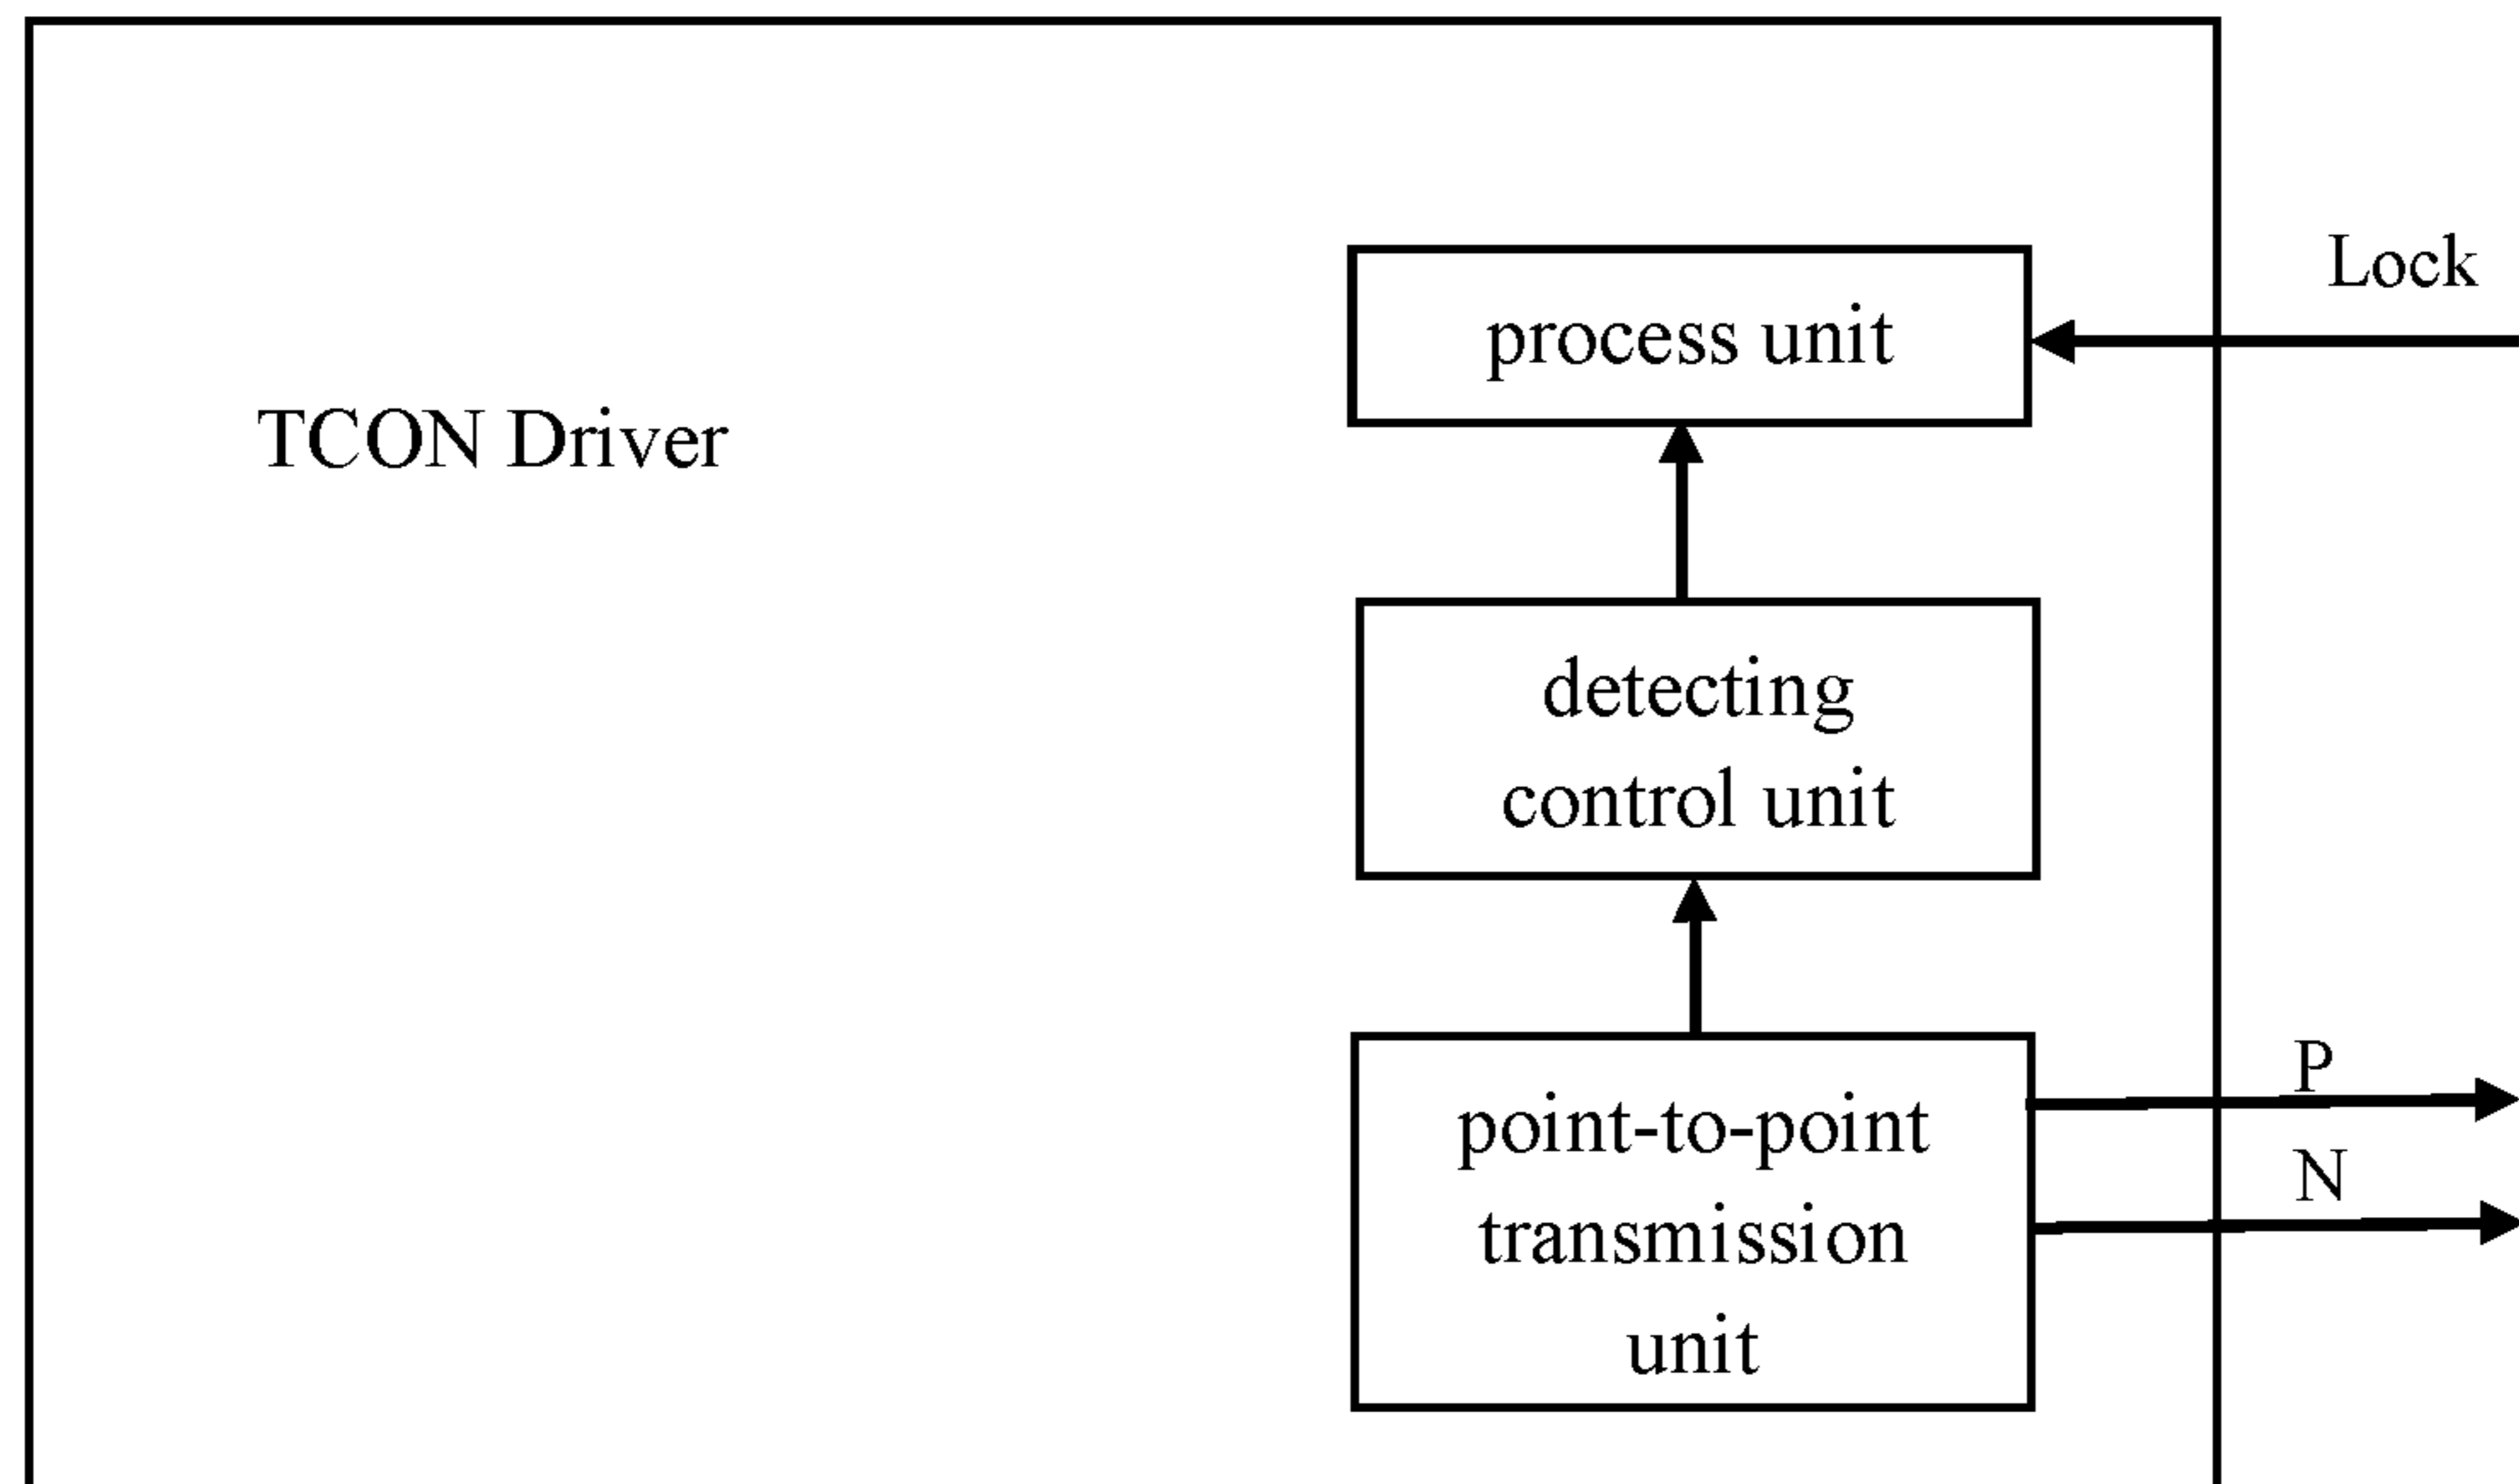 Lock
process unit
TCON Driver
detecting
control unit
P
point-to-point
N
transmission
unit